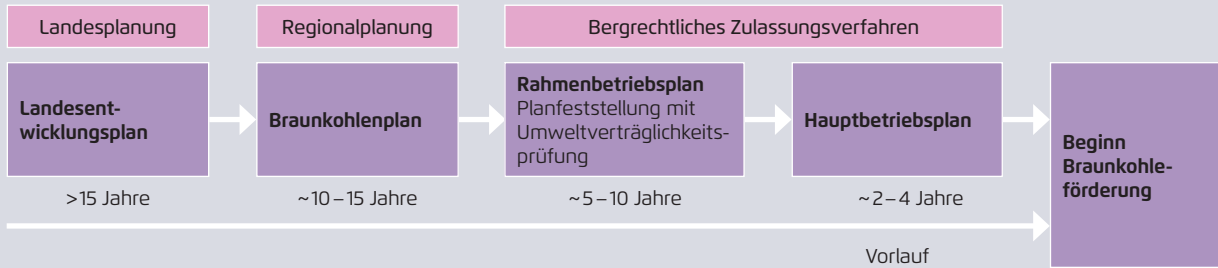 Landesplanung
Regionalplanung
Bergrechtliches Zulassungsverfahren
Landesent-
wicklungsplan
Braunkohlenplan
Rahmenbetriebsplan
Planfeststellung mit
Umweltverträglichkeits-
prüfung
Hauptbetriebsplan
Beginn
Braunkohle-
förderung
>15 Jahre
~10–15 Jahre
~5–10 Jahre
~2–4 Jahre
Vorlauf